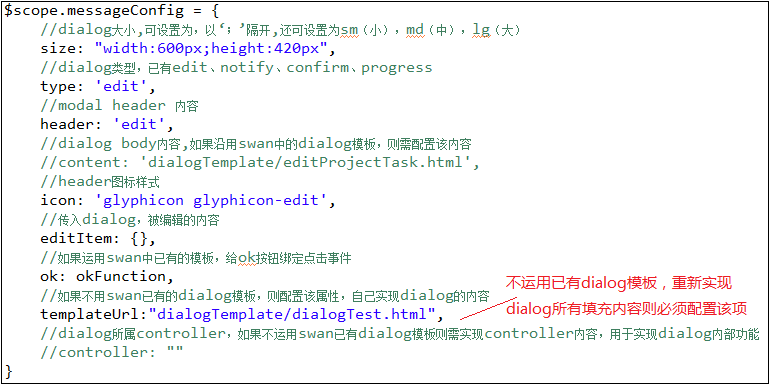 $scope.messageConfig = {
//dialog大小,可设置为，以‘；’隔开,还可设置为sm（小），md（中），lg（大）
size: "width:600px;height:420px",
//dialog类型，已有edit、notify、confirm、progress
type: 'edit',
//modal header 内容
header: 'edit',
//dialog body内容,如果沿用swan中的dialog模板，则需配置该内容
//content: 'dialogTemplate/editProjectTask.html',
//header图标样式
icon: 'glyphicon glyphicon-edit',
//传入dialog，被编辑的内容
editItem: {},
//如果运用swan中已有的模板，给ok按钮绑定点击事件
ok: okFunction,
//如果不用swan已有的dialog模板，则配置该属性，自己实现dialog的内容
templateUrl:"dialogTemplate/dialogTest.html",
//dialog所属controller，如果不运用swan已有dialog模板则需实现controller内容，用于实现dialog内部功能
//controller: ""
}
不运用已有dialog模板，重新实现
dialog所有填充内容则必须配置该项